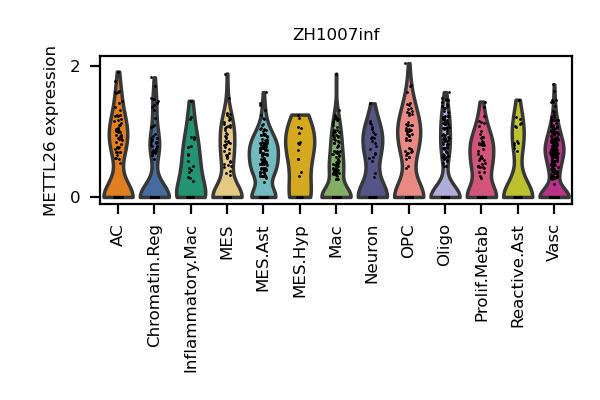 ZH1007inf
METTL26 expression
2
0
AC
Chromatin.Reg
Inflammatory.Mac
MES
MES.Ast
MES.Hyp
Mac
Neuron
OPC
Oligo
Prolif.Metab
Reactive.Ast
Vasc